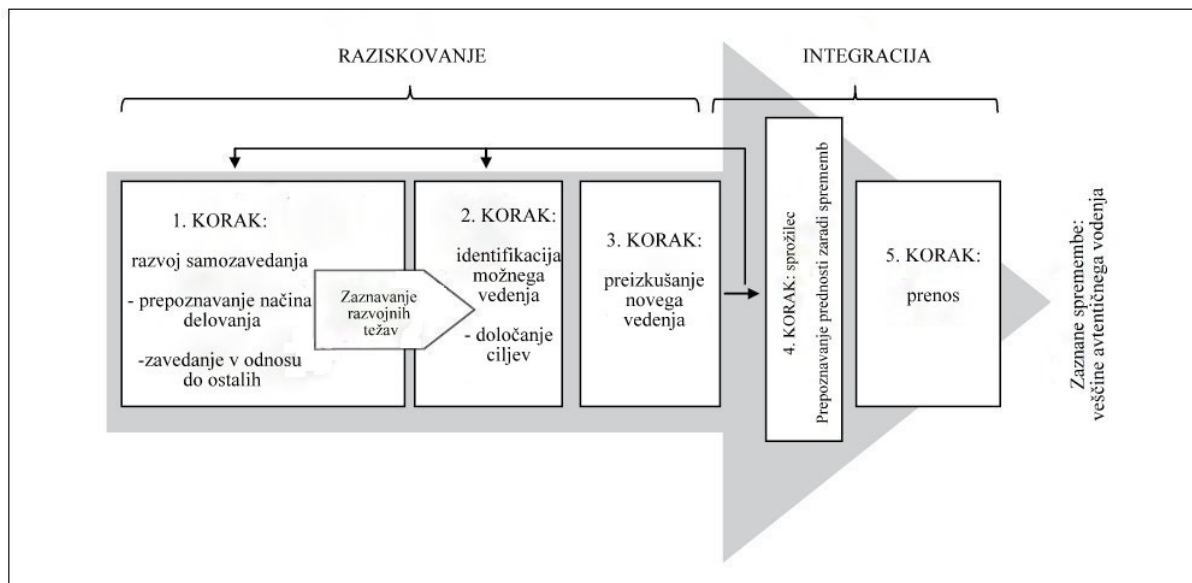 RAZISKOVANJE
INTEGRACIJA
1. KORAK:
razvoj samozavedanja
- prepoznavanje načina
delovanja
-zavedanje v odnosu
do ostalih
Zaznavanje
razvojnih
težav
2. KORAK:
identifikacija
možnega
vedenja
- določanje
ciljev
3. KORAK:
preizkušanje
novega
vedenja
4. KORAK: sprožilec
Prepoznavanje prednosti zaradi sprememb
5. KORAK:
prenos
Zaznane spremembe:
veščine avtentičnega vodenja